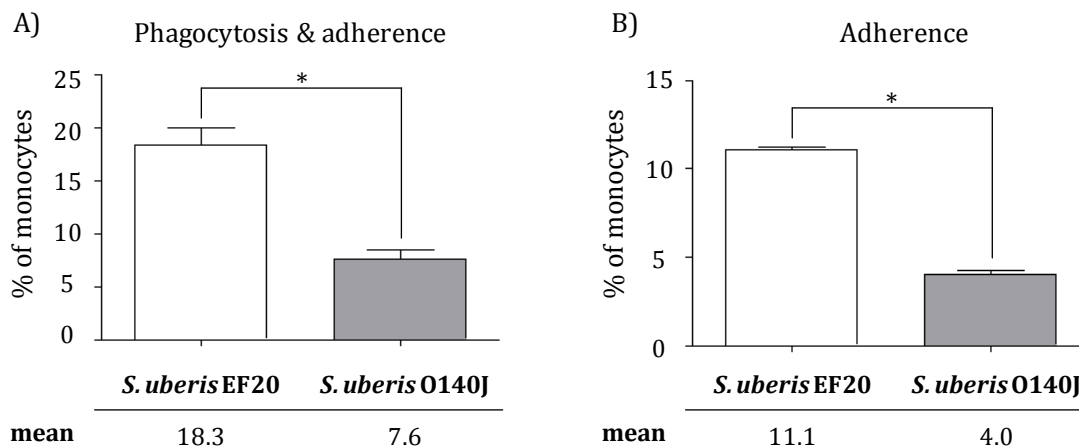 A)
Phagocytosis & adherence
*
25
20
15
10
5
0
% of monocytes
S. uberis EF20 S. uberis O140J
mean 18.3 7.6
B)
Adherence
*
15
10
5
0
% of monocytes
S. uberis EF20 S. uberis O140J
mean 11.1 4.0